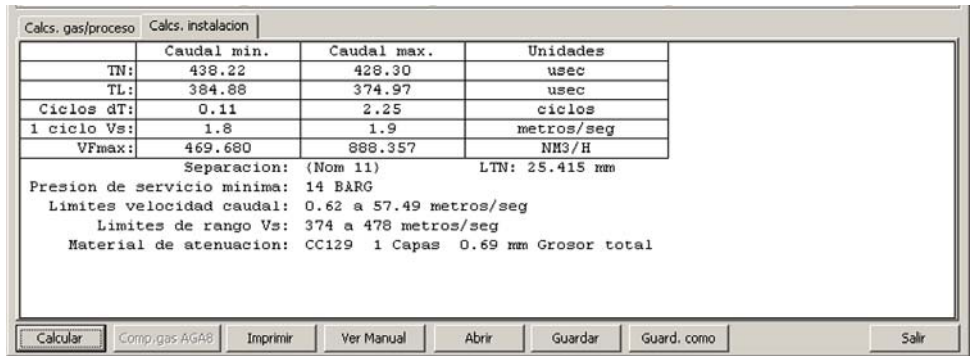 Calcs. gas/proceso Calcs. instalacion
Caudal min. Caudal max. Unidades
TN: 438.22 428.30 usec
TL: 384.88 374.97 usec
Ciclos dT: 0.11 2.25 ciclos
1 ciclo Vs: 1.8 1.9 metros/seg
VFmax: 469.680 888.357 NM3/H
Separacion: (Nom 11) LTN: 25.415 mm
Presion de servicio minima: 14 BARG
Limites velocidad caudal: 0.62 a 57.49 metros/seg
Limites de rango Vs: 374 a 478 metros/seg
Material de atenuacion: CC129 1 Capas 0.69 mm Grosor total
Calcular Comp.gas AGA8 Imprimir Ver Manual Abrir Guardar Guard. como Salir